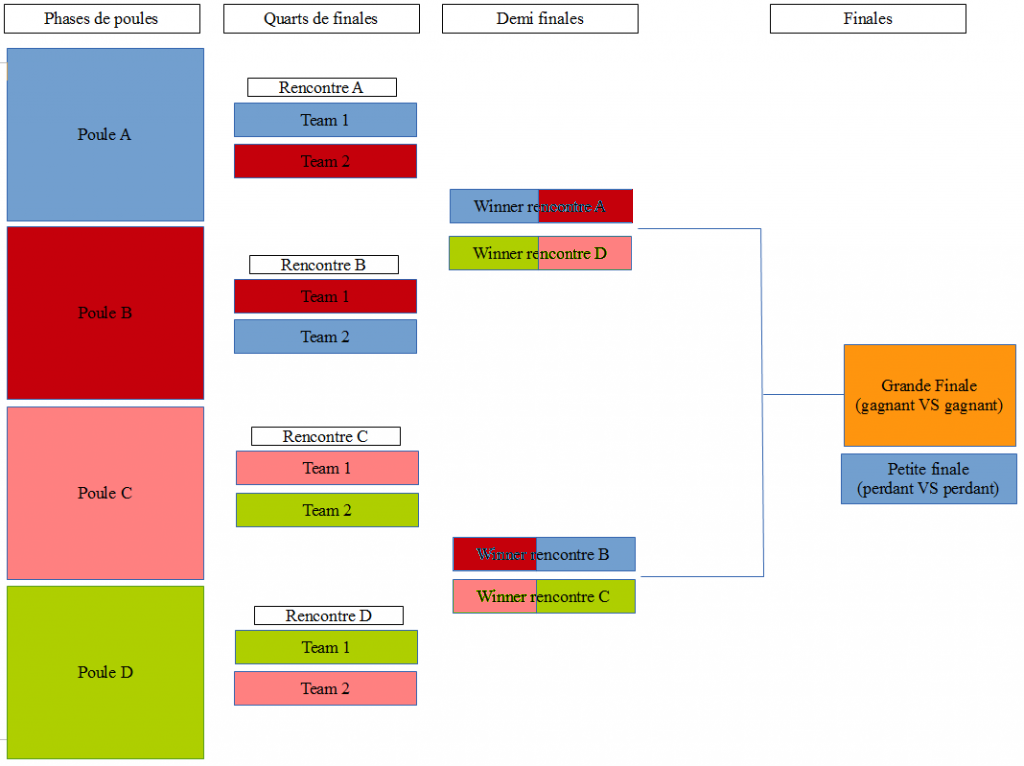 Phases de poules
Quarts de finales
Demi finales
Finales
Poule A
Poule B
Poule C
Poule D
Rencontre A
Team 1
Team 2
Rencontre B
Team 1
Team 2
Rencontre C
Team 1
Team 2
Rencontre D
Team 1
Team 2
Winner rencontre A
Winner rencontre D
Winner rencontre B
Winner rencontre C
Grande Finale
(gagnant VS gagnant)
Petite finale
(perdant VS perdant)